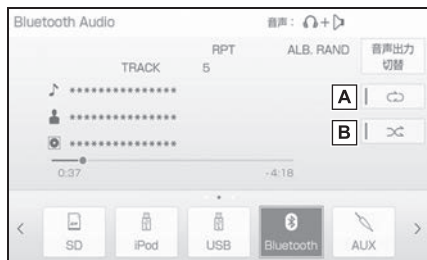 Bluetooth Audio 音声： +
RPT ALB. RAND 音声出力
切替
TRACK 5
***************
A
***************
B
***************
0:37 -4:18
< SD iPod USB Bluetooth AUX >